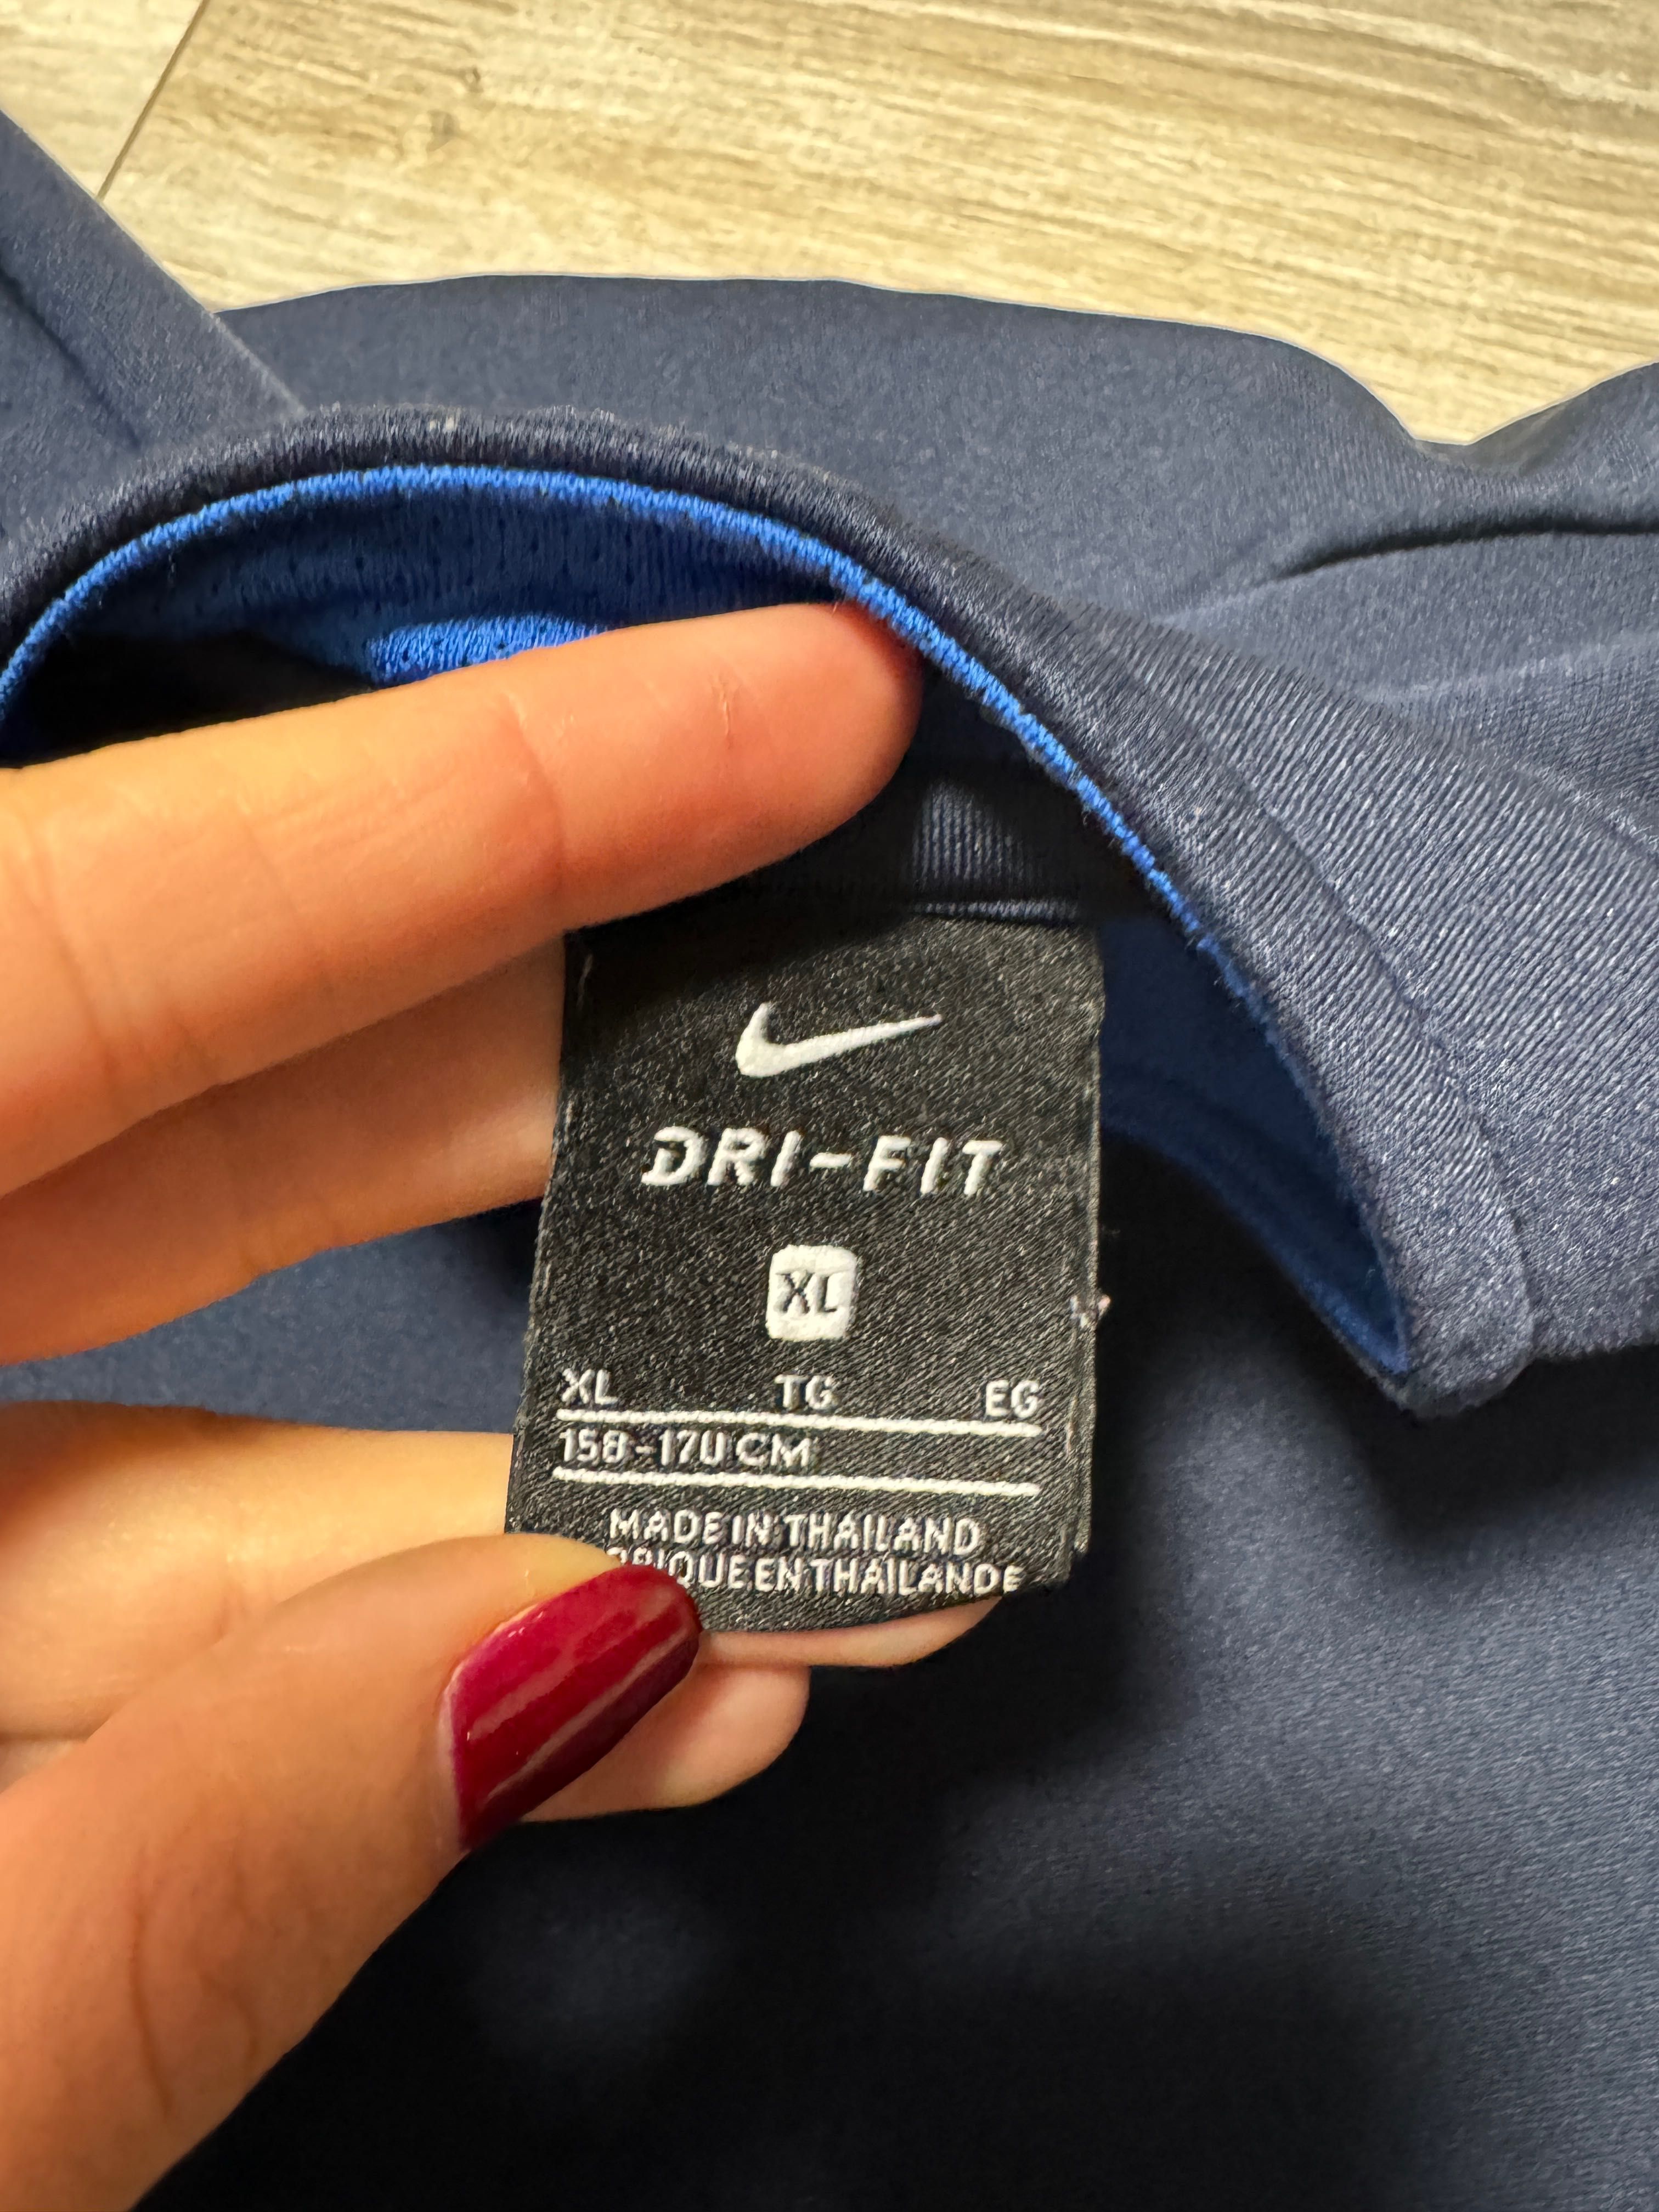 DRI-FIT
XL
XL TG EG
158-170 CM
MADE IN THAILAND
EN THAILANDE